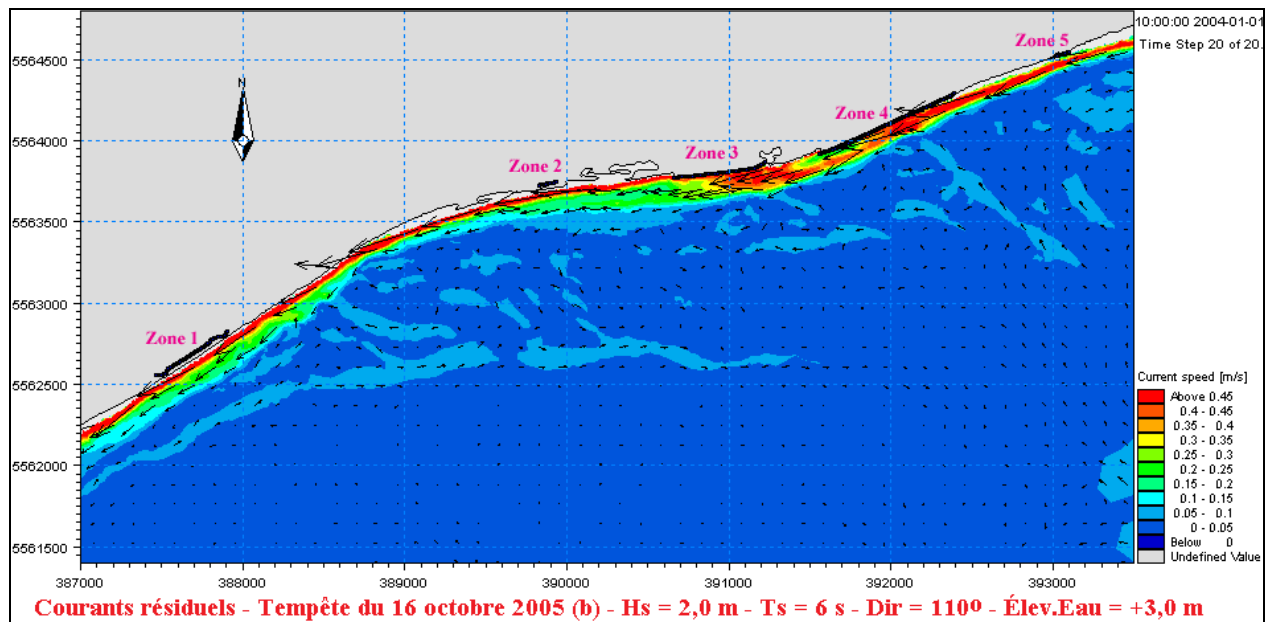 10:00:00 2004-01-01
Time Step 20 of 20.
Zone 5
5564500
N
Zone 4
5564000
Zone 3
Zone 2
5563500
5563000
Zone 1
5562500
5562000
5561500
387000 388000 389000 390000 391000 392000 393000
Current speed [m/s]
Above 0.45
0.4 - 0.45
0.35 - 0.4
0.3 - 0.35
0.25 - 0.3
0.2 - 0.25
0.15 - 0.2
0.1 - 0.15
0.05 - 0.1
0 - 0.05
Below 0
Undefined Value
Courants résiduels - Tempête du 16 octobre 2005 (b) - Hs = 2,0 m - Ts = 6 s - Dir = 110º - Élev.Eau = +3,0 m